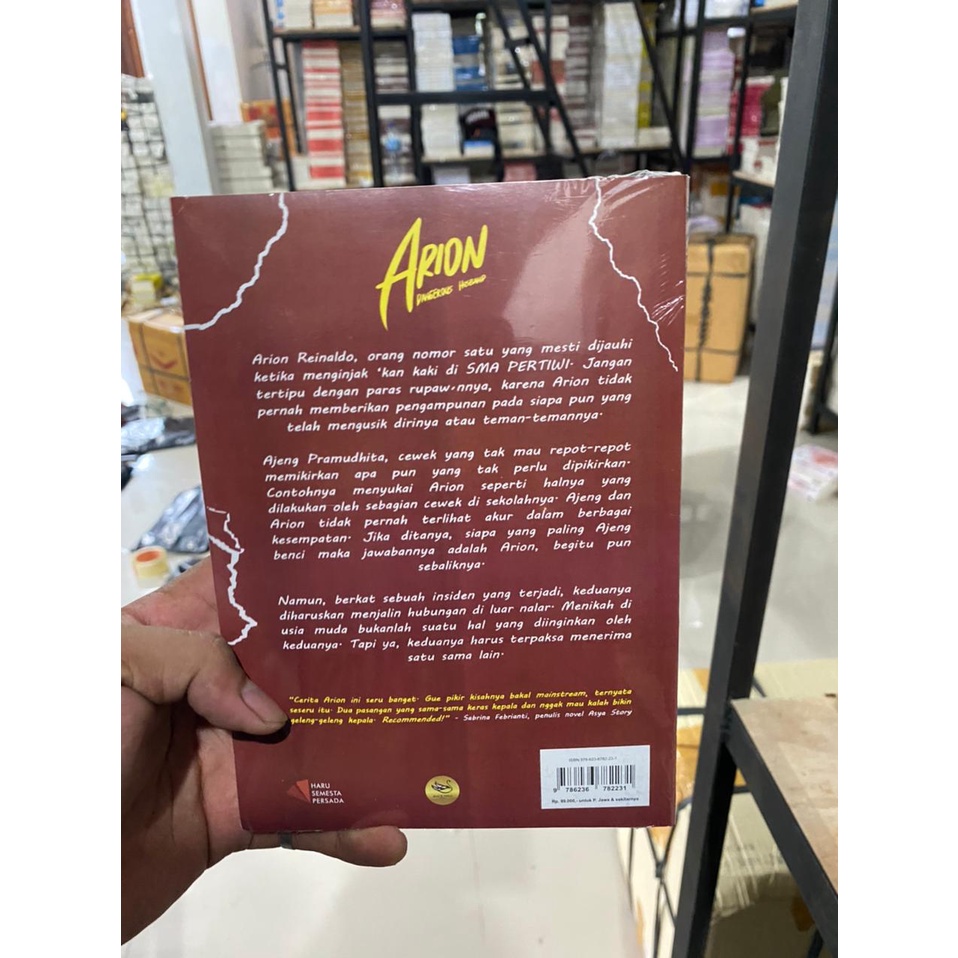 ARION
DANGEROUS HUSBAND
Arion Reinaldo, orang nomor satu yang mesti dijauhi
ketika menginjak 'kan kaki di SMA PERTIWI. Jangan
tertipu dengan paras rupaw.nnya, karena Arion tidak
pernah memberikan pengampunan pada siapa pun yang
telah mengusik dirinya atau teman-temannya.
Ajeng Pramudhita, cewek yang tak mau repot-repot
memikirkan apa pun yang tak perlu dipikirkan.
Contohnya menyukai Arion seperti halnya yang
dilakukan oleh sebagian cewek di sekolahnya. Ajeng dan
Arion tidak pernah terlihat akur dalam berbagai
kesempatan. Jika ditanya, siapa yang paling Ajeng
benci maka jawabannya adalah Arion, begitu pun
sebaliknya.
Namun, berkat sebuah insiden yang terjadi, keduanya
diharuskan menjalin hubungan di luar nalar. Menikah di
usia muda bukanlah suatu hal yang diinginkan oleh
keduanya. Tapi ya, keduanya harus terpaksa menerima
satu sama lain.
"Cerita Arion ini seru banget. Gue pikir kisahnya bakal mainstream, ternyata
seseru itu. Dua pasangan yang sama-sama keras kepala dan nggak mau kalah bikin
geleng-geleng kepala. Recommended!" - Sabrina Febrianti, penulis novel Asya Story
HARU
SEMESTA
PERSADA
9 786236 782231